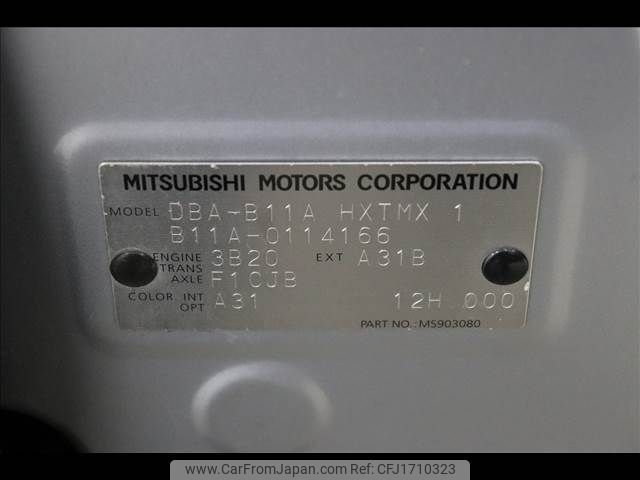 MITSUBISHI MOTORS CORPORATION
MODEL DBA-B11A HXTMX 1
B11A-0114166
ENGINE 3B20 EXT A31B
TRANS AXLE F1CJB
COLOR. INT OPT A31 12H 000
PART NO.: MS903080
www.CarFromJapan.com REF: CFJ1710323